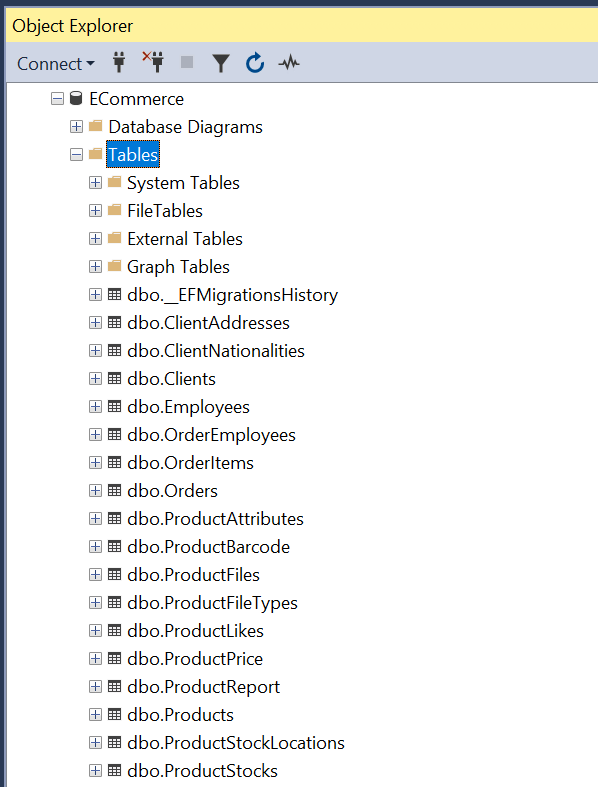 Object Explorer
Connect
ECommerce
Database Diagrams
Tables
System Tables
FileTables
External Tables
Graph Tables
dbo.__EFMigrationsHistory
dbo.ClientAddresses
dbo.ClientNationalities
dbo.Clients
dbo.Employees
dbo.OrderEmployees
dbo.OrderItems
dbo.Orders
dbo.ProductAttributes
dbo.ProductBarcode
dbo.ProductFiles
dbo.ProductFileTypes
dbo.ProductLikes
dbo.ProductPrice
dbo.ProductReport
dbo.Products
dbo.ProductStockLocations
dbo.ProductStocks